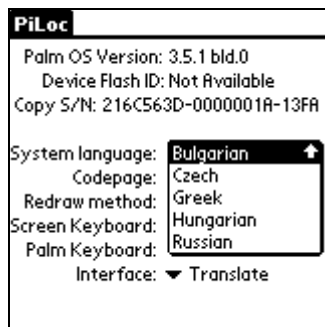 PiLoc
Palm OS Version: 3.5.1 bld.0
Device Flash ID: Not Available
Copy S/N: 216C563D-0000001A-13FA
System language: Bulgarian
Codepage: Czech
Redraw method: Greek
Screen Keyboard: Hungarian
Palm Keyboard: Russian
Interface: Translate